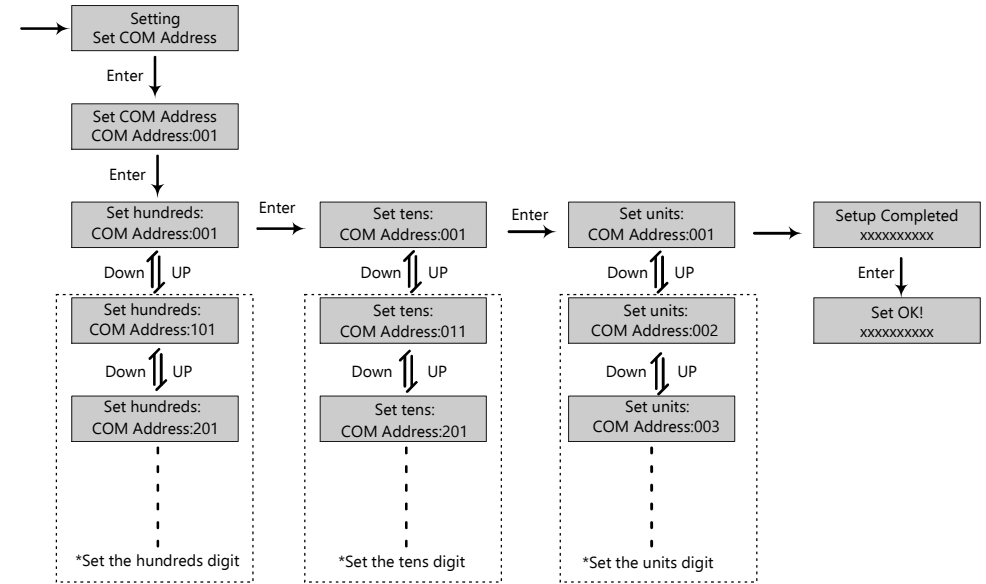 Setting
Set COM Address
Enter
Set COM Address
COM Address:001
Enter
Set hundreds:
COM Address:001
Down UP
Set hundreds:
COM Address:101
Down UP
Set hundreds:
COM Address:201
*Set the hundreds digit
Enter
Set tens:
COM Address:001
Down UP
Set tens:
COM Address:011
Down UP
Set tens:
COM Address:201
*Set the tens digit
Enter
Set units:
COM Address:001
Down UP
Set units:
COM Address:002
Down UP
Set units:
COM Address:003
*Set the units digit
Setup Completed
xxxxxxxxxx
Enter
Set OK!
xxxxxxxxxx